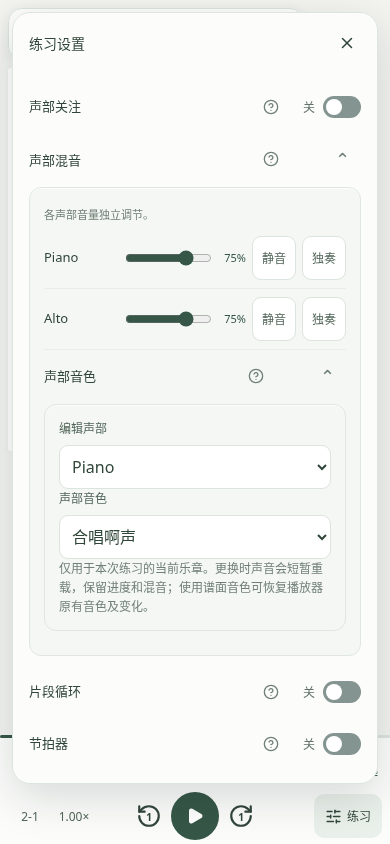 练习设置
声部关注 关
声部混音
各声部音量独立调节。
Piano 75% 静音 独奏
Alto 75% 静音 独奏
声部音色
编辑声部
Piano
声部音色
合唱啊声
仅用于本次练习的当前乐章。更换时声音会短暂重
载，保留进度和混音；使用谱面音色可恢复播放器
原有音色及变化。
片段循环 关
节拍器 关
2-1 1.00× 1 1 练习